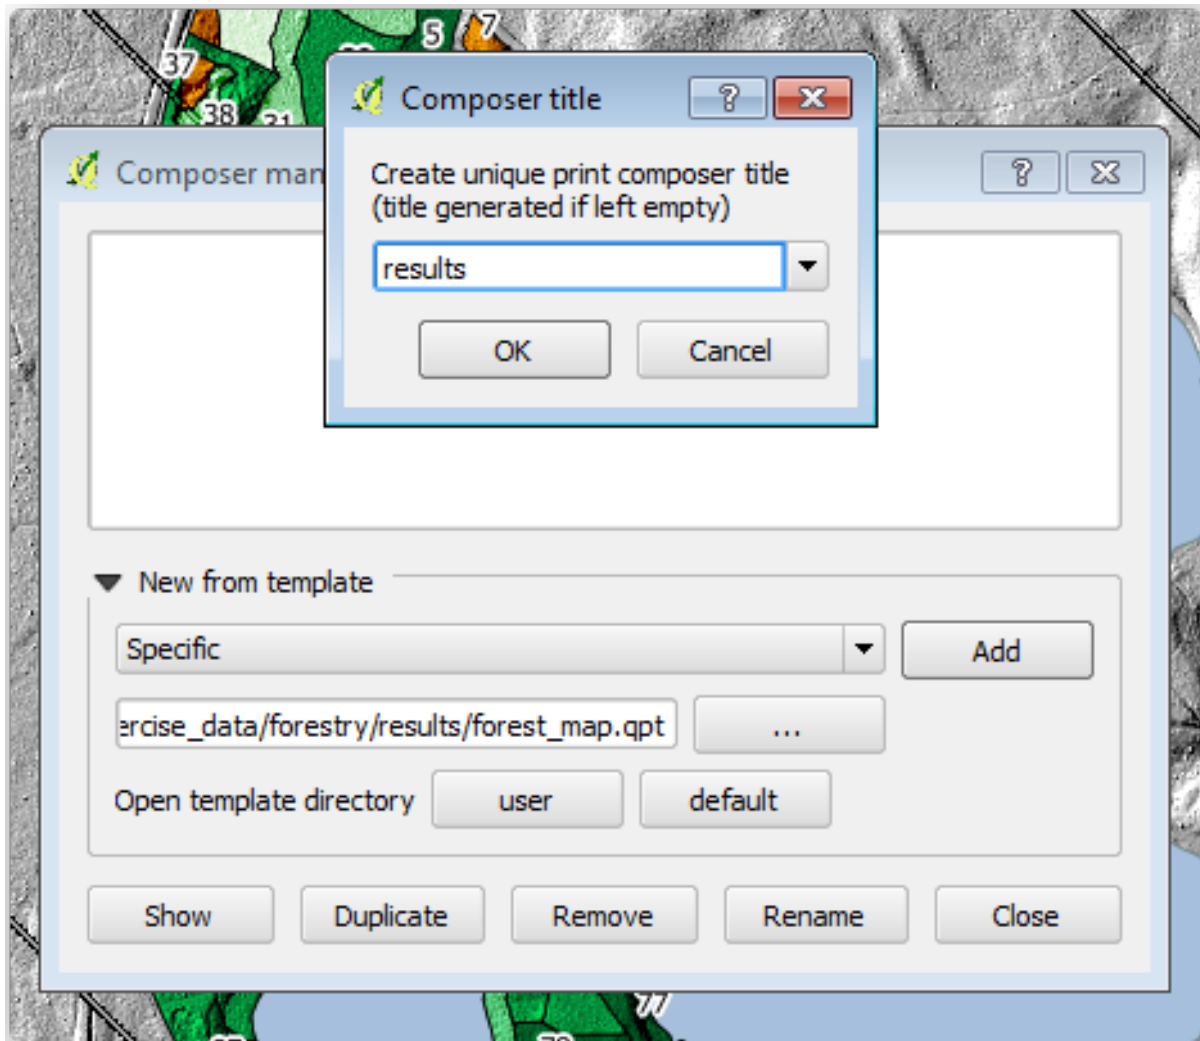 5
7
37
38
Composer title
Composer man
Create unique print composer title
(title generated if left empty)
results
OK
Cancel
New from template
Specific
Add
ercise_data/forestry/results/forest_map.qpt
...
Open template directory
user
default
Show
Duplicate
Remove
Rename
Close
77